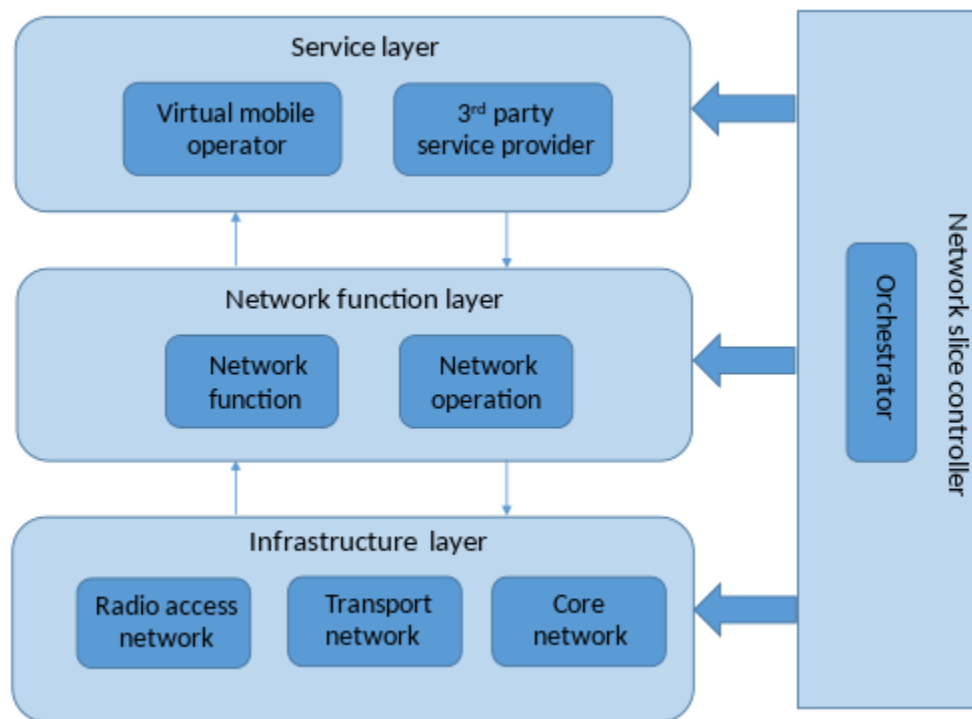 Service layer
Virtual mobile
operator
3rd party
service provider
Network function layer
Network
function
Network
operation
Infrastructure layer
Radio access
network
Transport
network
Core
network
Orchestrator
Network slice controller